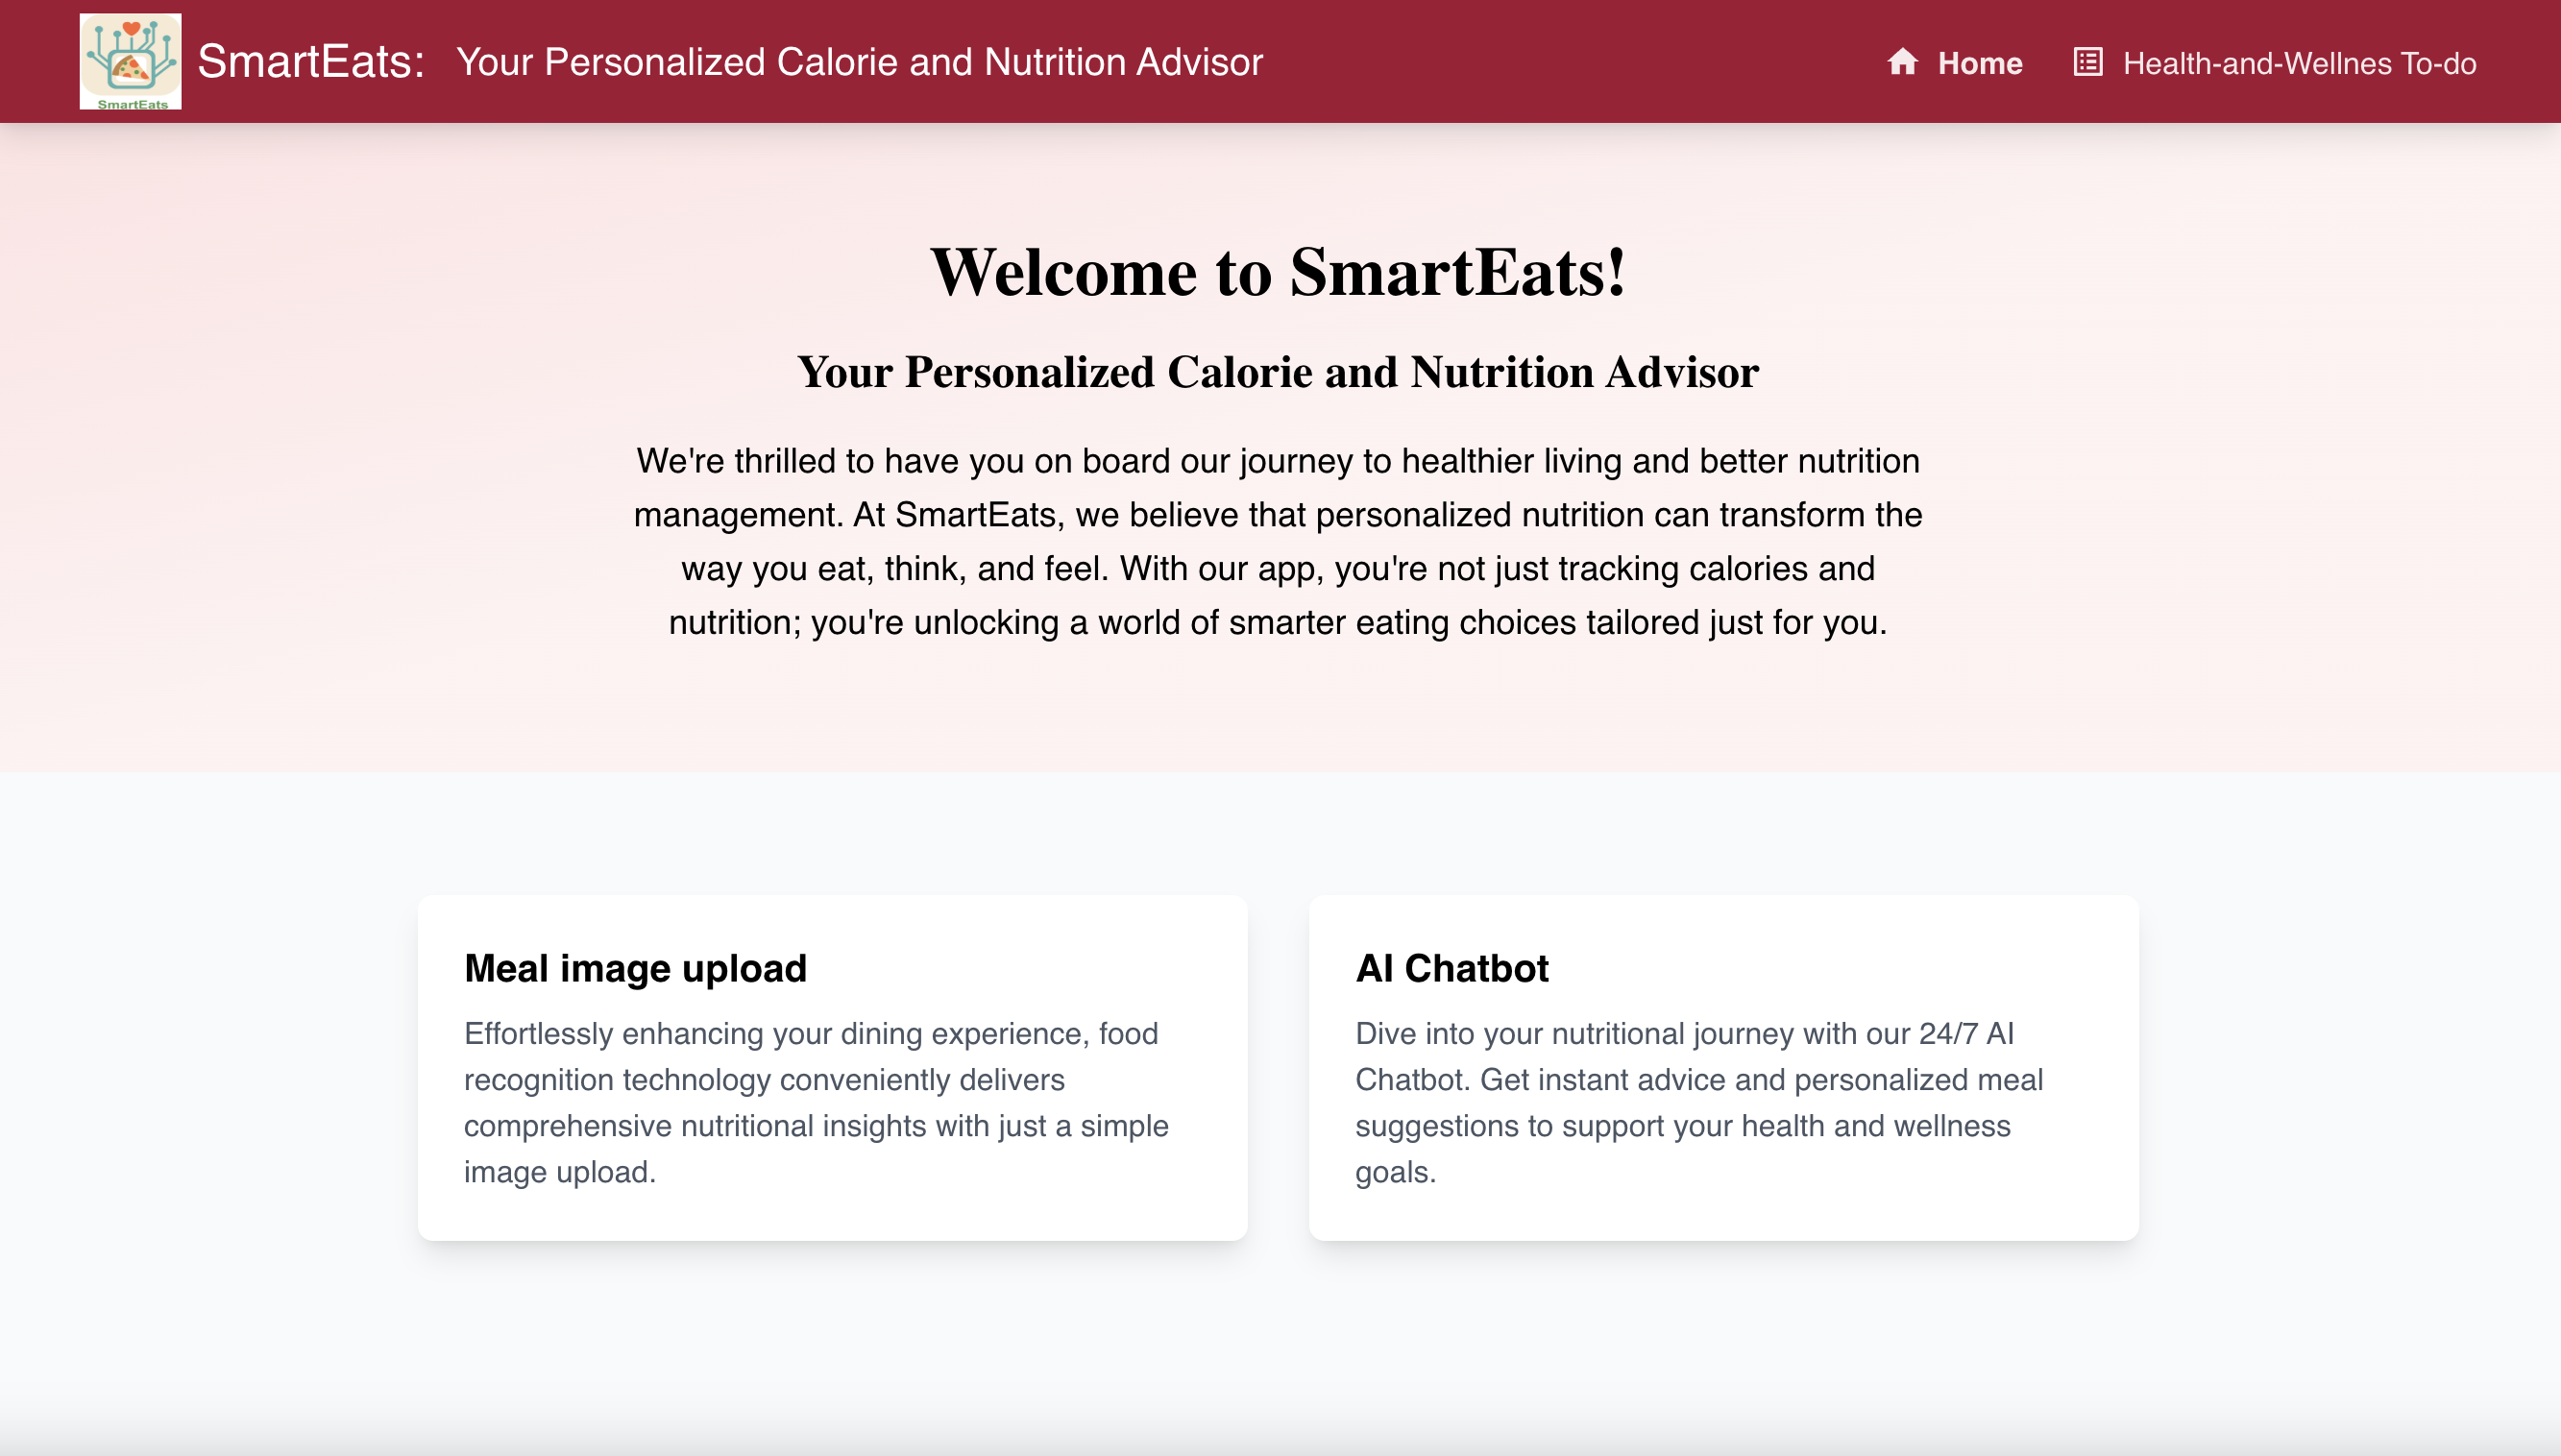 SmartEats
SmartEats: Your Personalized Calorie and Nutrition Advisor
Home
Health-and-Wellnes To-do
Welcome to SmartEats!
Your Personalized Calorie and Nutrition Advisor
We're thrilled to have you on board our journey to healthier living and better nutrition
management. At SmartEats, we believe that personalized nutrition can transform the
way you eat, think, and feel. With our app, you're not just tracking calories and
nutrition; you're unlocking a world of smarter eating choices tailored just for you.
Meal image upload
Effortlessly enhancing your dining experience, food
recognition technology conveniently delivers
comprehensive nutritional insights with just a simple
image upload.
AI Chatbot
Dive into your nutritional journey with our 24/7 AI
Chatbot. Get instant advice and personalized meal
suggestions to support your health and wellness
goals.